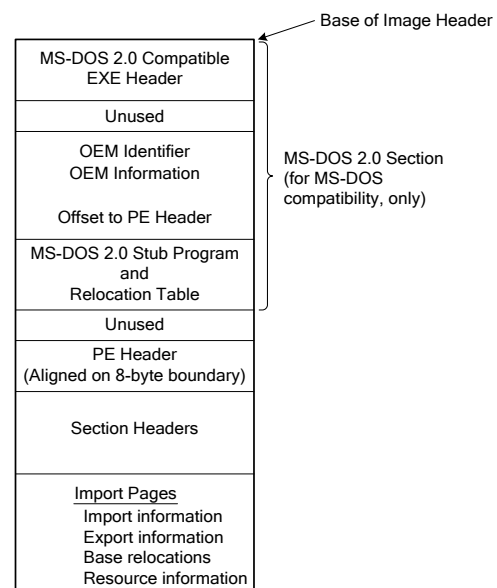 Base of Image Header
MS-DOS 2.0 Compatible
EXE Header
Unused
OEM Identifier
OEM Information
Offset to PE Header
MS-DOS 2.0 Section
(for MS-DOS
compatibility, only)
MS-DOS 2.0 Stub Program
and
Relocation Table
Unused
PE Header
(Aligned on 8-byte boundary)
Section Headers
Import Pages
Import information
Export information
Base relocations
Resource information